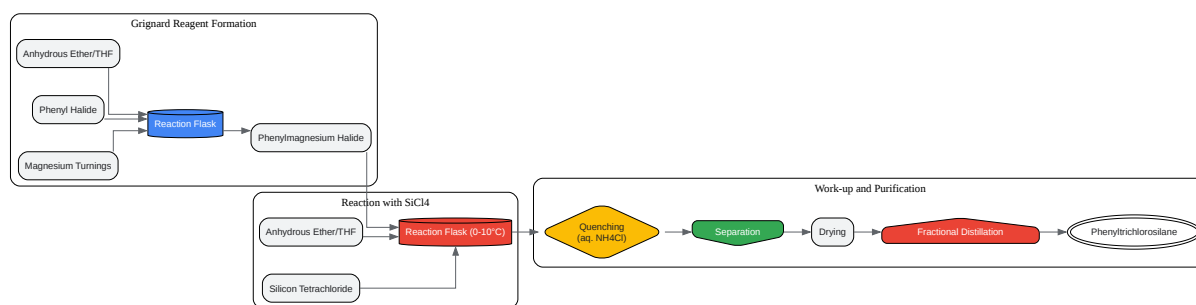 Grignard Reagent Formation
Anhydrous Ether/THF
Phenyl Halide
Reaction Flask
Phenylmagnesium Halide
Magnesium Turnings
Reaction with SiCl4
Anhydrous Ether/THF
Reaction Flask (0-10°C)
Silicon Tetrachloride
Work-up and Purification
Quenching
(aq. NH4Cl)
Separation
Drying
Fractional Distillation
Phenyltrichlorosilane